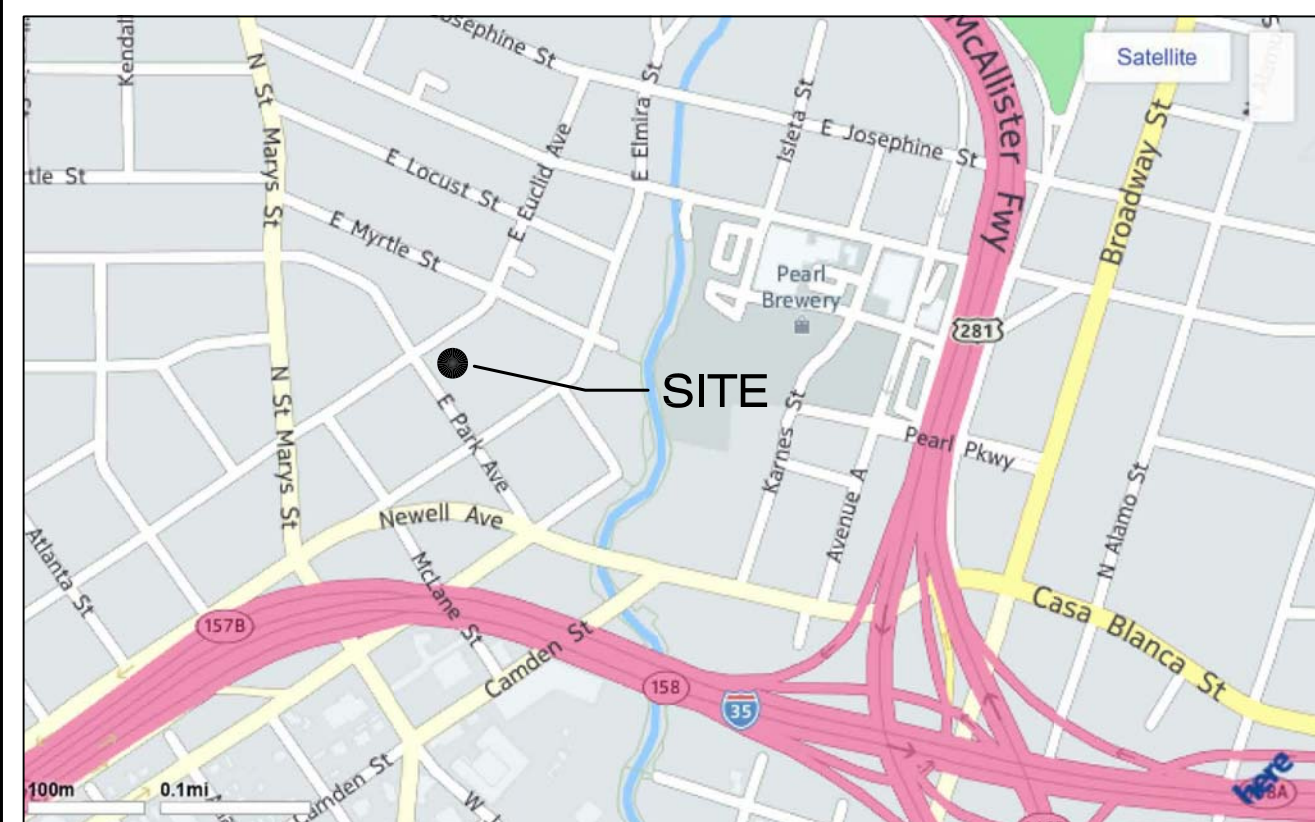 Josephine St
McAllister Fwy
Satellite
Kendall
N St Marys St
E Elmira St
Isleta St
E Josephine St
Broadway St
N Alamo
tle St
E Locust St
E Euclid Ave
E Myrtle St
Pearl
Brewery
281
SITE
N St Marys St
E Park Ave
Karnes St
Pearl Pkwy
Avenue A
N Alamo St
Newell Ave
Atlanta St
McLane St
157B
Casa Blanca St
Camden St
158
35
100m
0.1mi
Camden St
here
8A